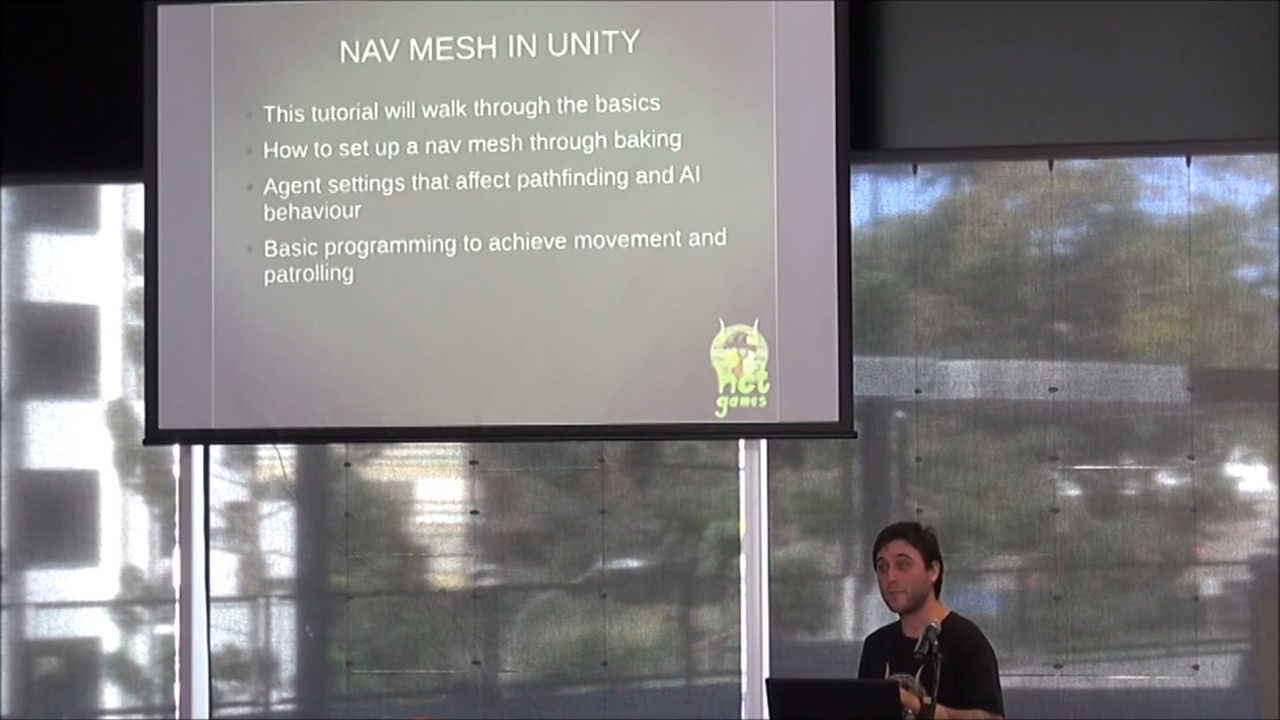 NAV MESH IN UNITY
This tutorial will walk through the basics
How to set up a nav mesh through baking
Agent settings that affect pathfinding and AI
behaviour
Basic programming to achieve movement and
patrolling
games